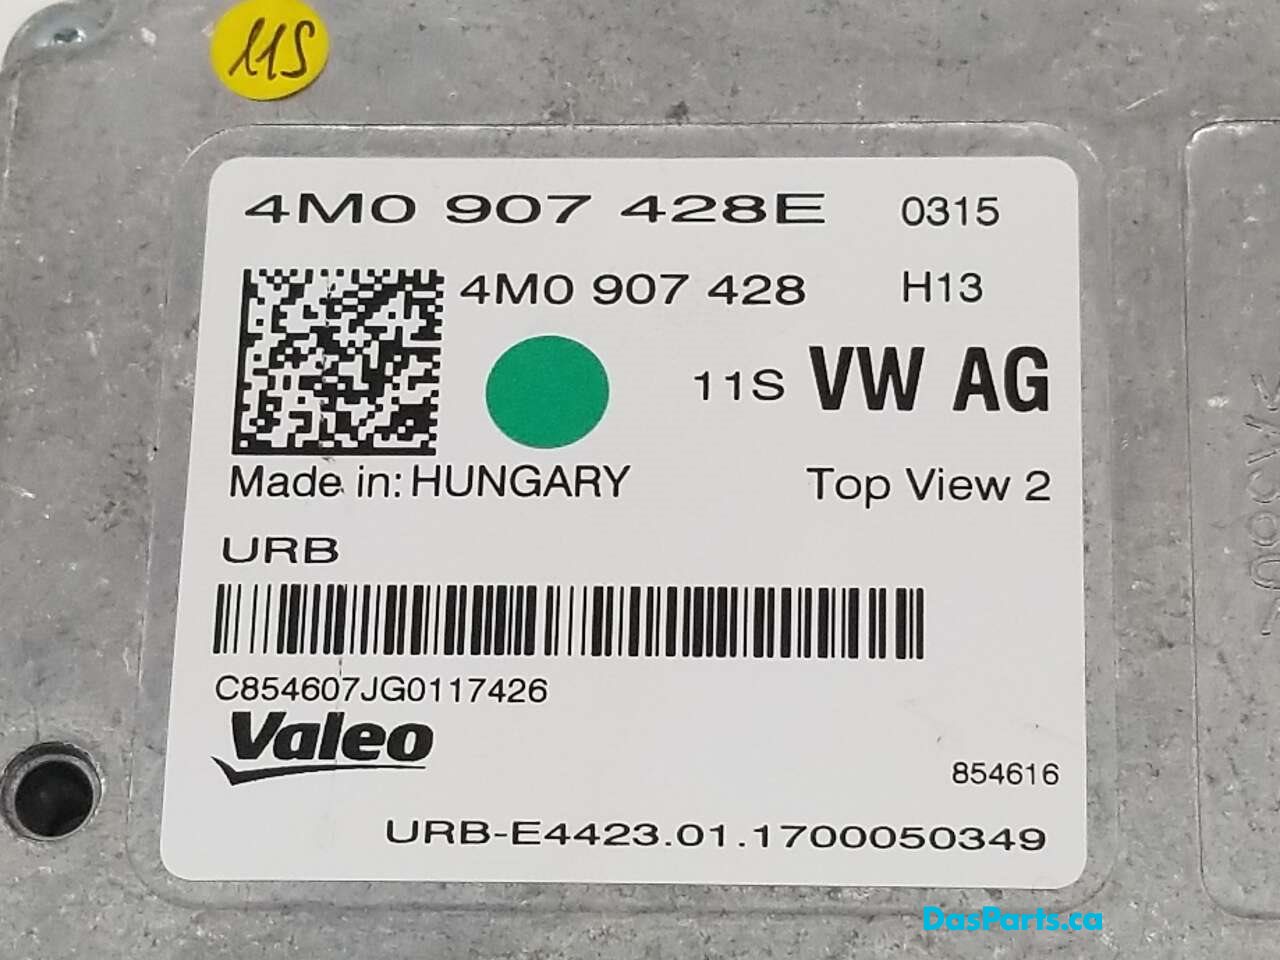 11S
4M0 907 428E 0315
4M0 907 428 H13
11S VW AG
Made in: HUNGARY Top View 2
URB
C854607JG0117426
Valeo
854616
URB-E4423.01.1700050349
DasParts.ca